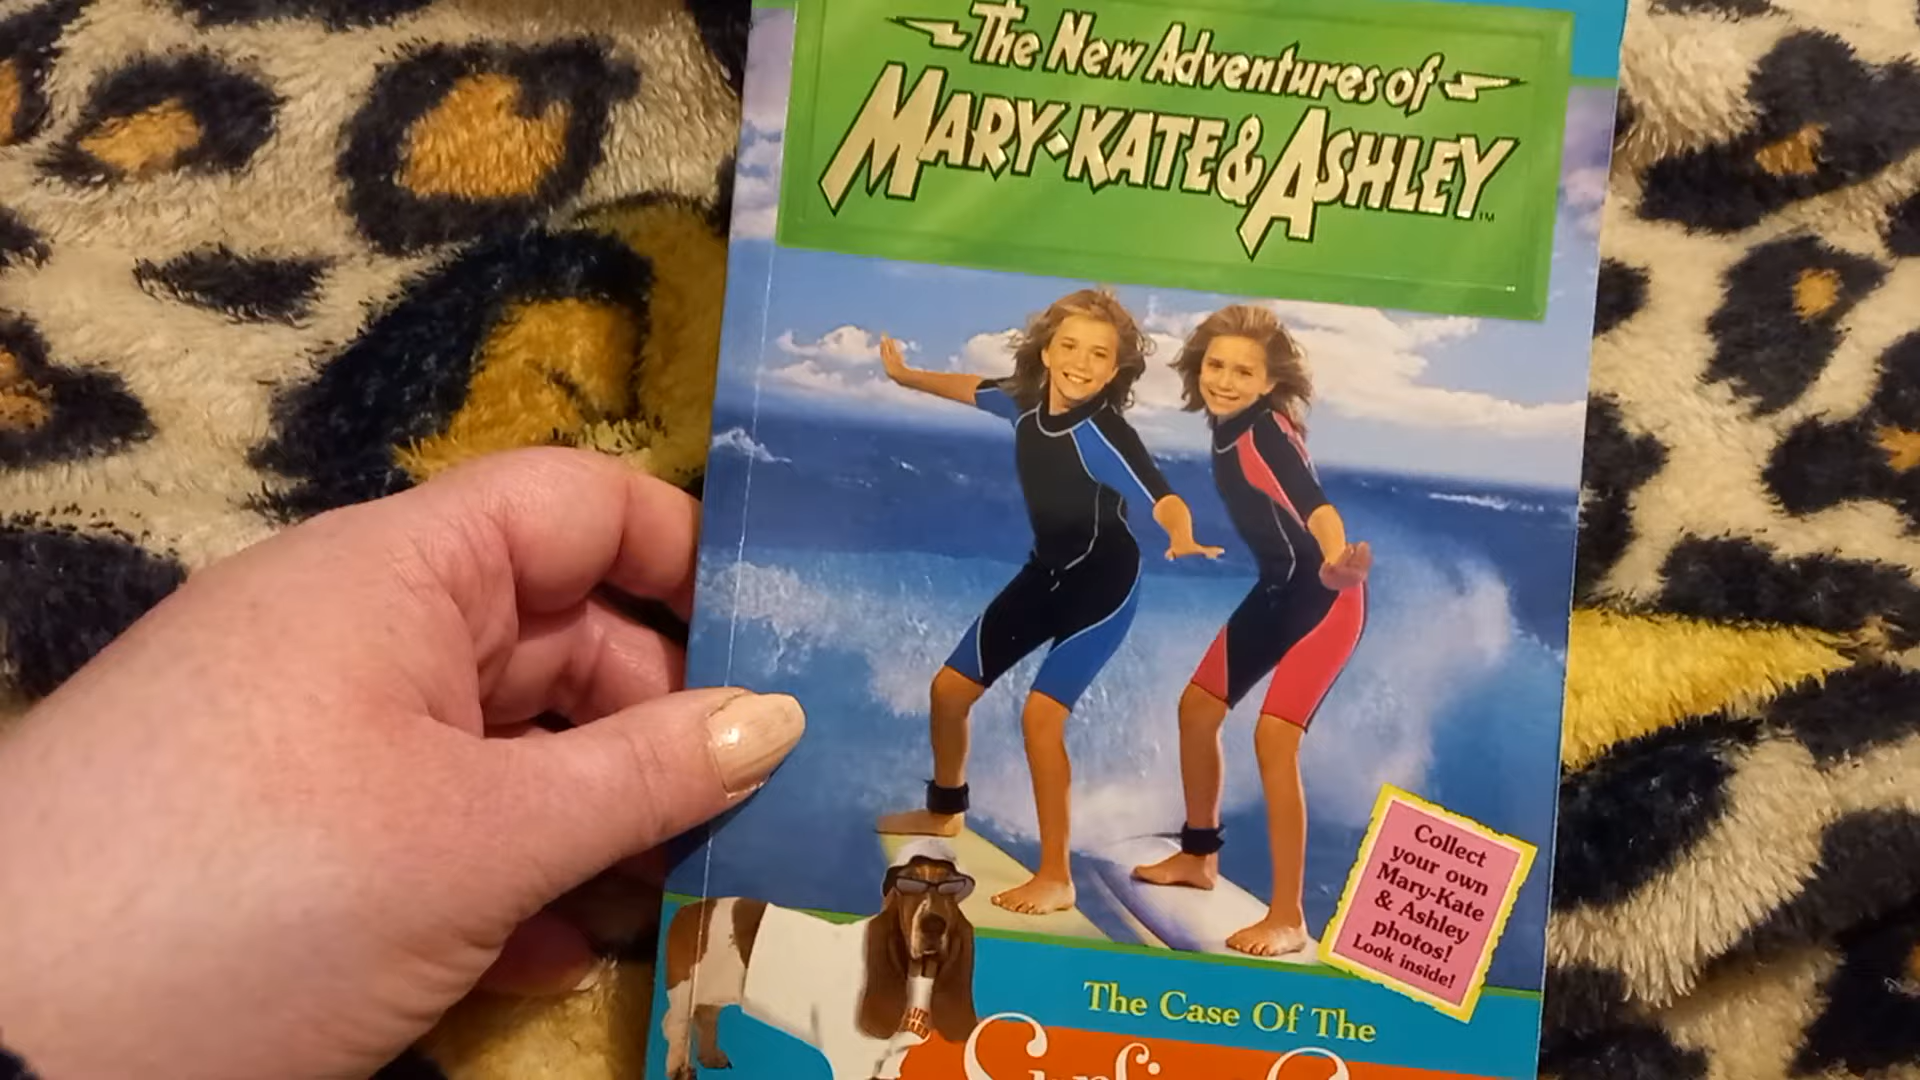 The New Adventures of
MARY-KATE & ASHLEY™
Collect
your own
Mary-Kate
& Ashley
photos!
Look inside!
The Case Of The